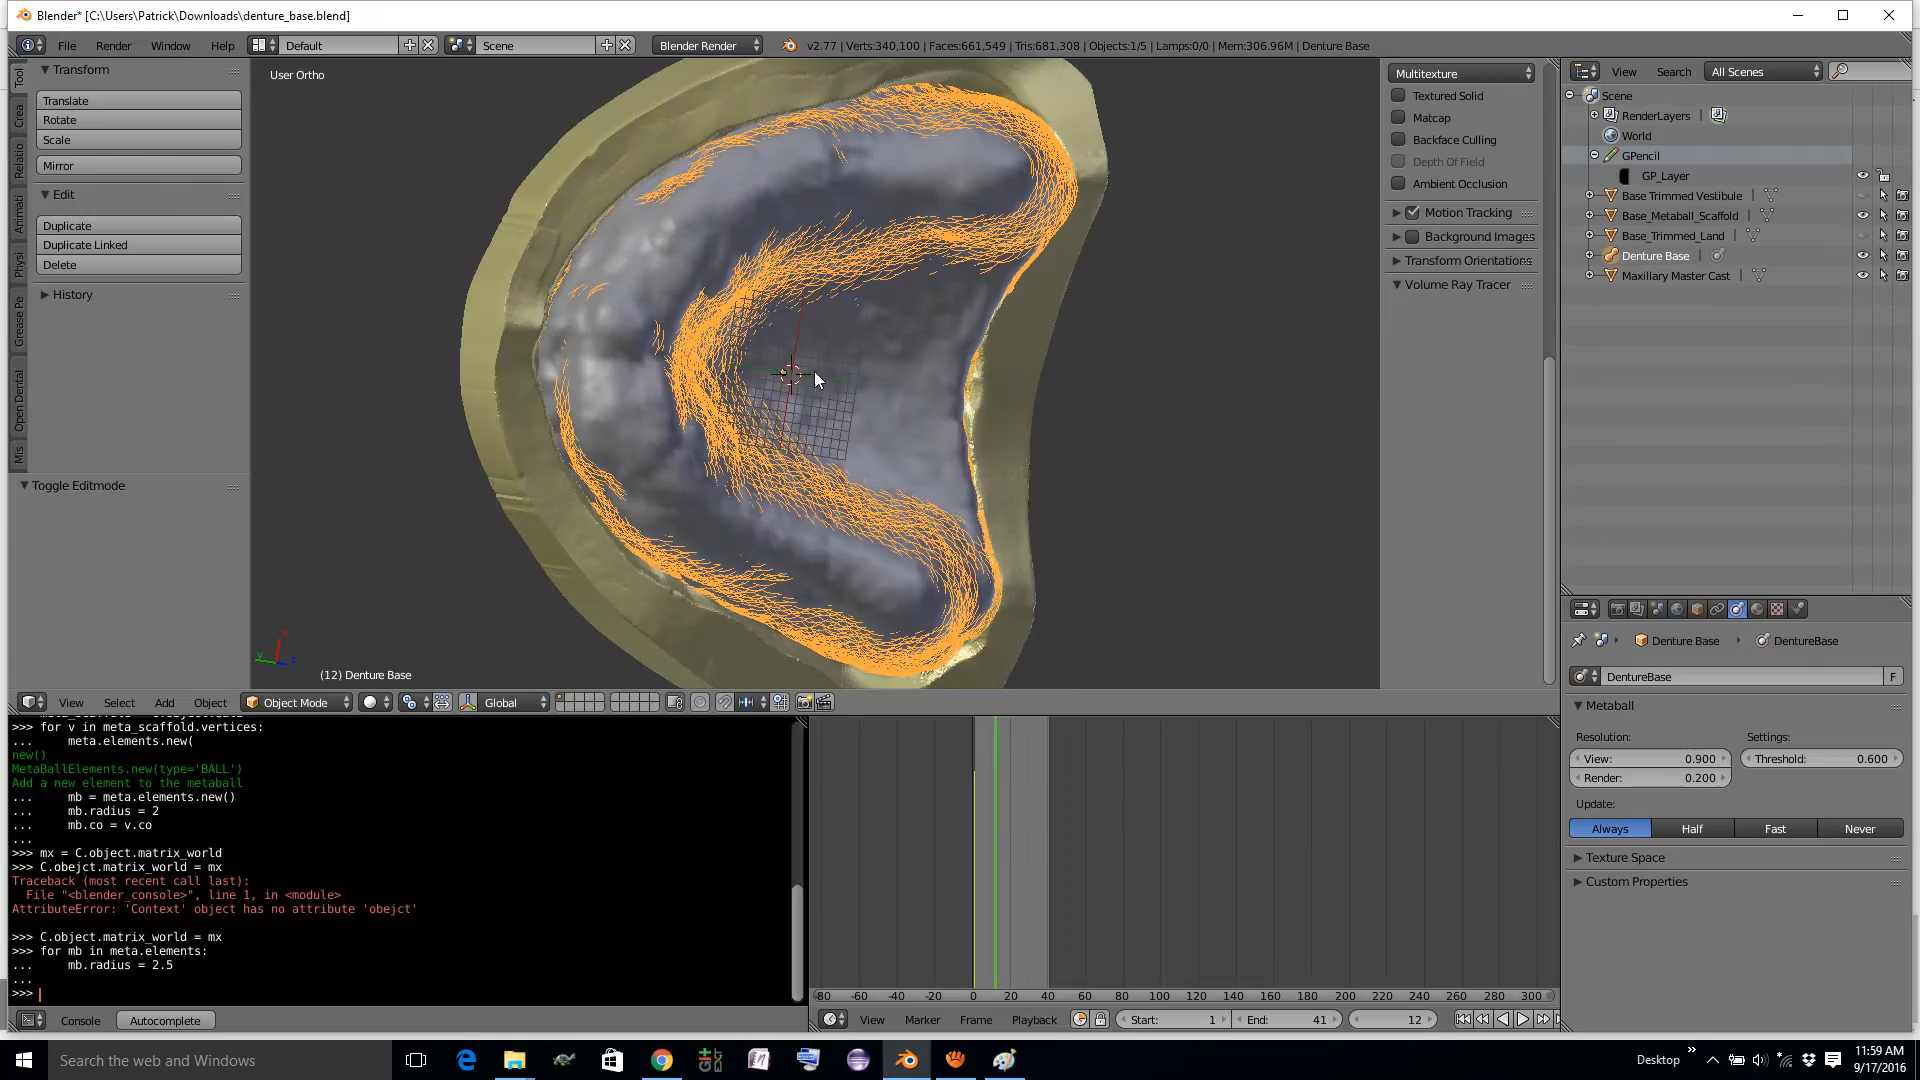 Blender* [C:\Users\Patrick\Downloads\denture_base.blend]
File Render Window Help Default Scene Blender Render v2.77 | Verts:340,100 | Faces:661,549 | Tris:681,308 | Objects:1/5 | Lamps:0/0 | Mem:306.96M | Denture Base
Tool
Crea
Relatio
Animati
Physi
Grease Pe
Open Dental
Mis
Transform
Translate
Rotate
Scale
Mirror
Edit
Duplicate
Duplicate Linked
Delete
History
Toggle Editmode
User Ortho
x
y
z
(12) Denture Base
Multitexture
Textured Solid
Matcap
Backface Culling
Depth Of Field
Ambient Occlusion
Motion Tracking
Background Images
Transform Orientations
Volume Ray Tracer
View Search All Scenes
Scene
RenderLayers
World
GPencil
GP_Layer
Base Trimmed Vestibule
Base_Metaball_Scaffold
Base_Trimmed_Land
Denture Base
Maxillary Master Cast
Denture Base DentureBase
DentureBase F
Metaball
Resolution: Settings:
View: 0.900 Threshold: 0.600
Render: 0.200
Update:
Always Half Fast Never
Texture Space
Custom Properties
View Select Add Object Object Mode Global
>>> for v in meta_scaffold.vertices:
... meta.elements.new(
new()
MetaBallElements.new(type='BALL')
Add a new element to the metaball
... mb = meta.elements.new()
... mb.radius = 2
... mb.co = v.co
...
>>> mx = C.object.matrix_world
>>> C.obejct.matrix_world = mx
Traceback (most recent call last):
File "<blender_console>", line 1, in <module>
AttributeError: 'Context' object has no attribute 'obejct'
>>> C.object.matrix_world = mx
>>> for mb in meta.elements:
... mb.radius = 2.5
...
>>>
Console Autocomplete
-80 -60 -40 -20 0 20 40 60 80 100 120 140 160 180 200 220 240 260 280 300
View Marker Frame Playback Start: 1 End: 41 12
Search the web and Windows
Desktop
11:59 AM
9/17/2016